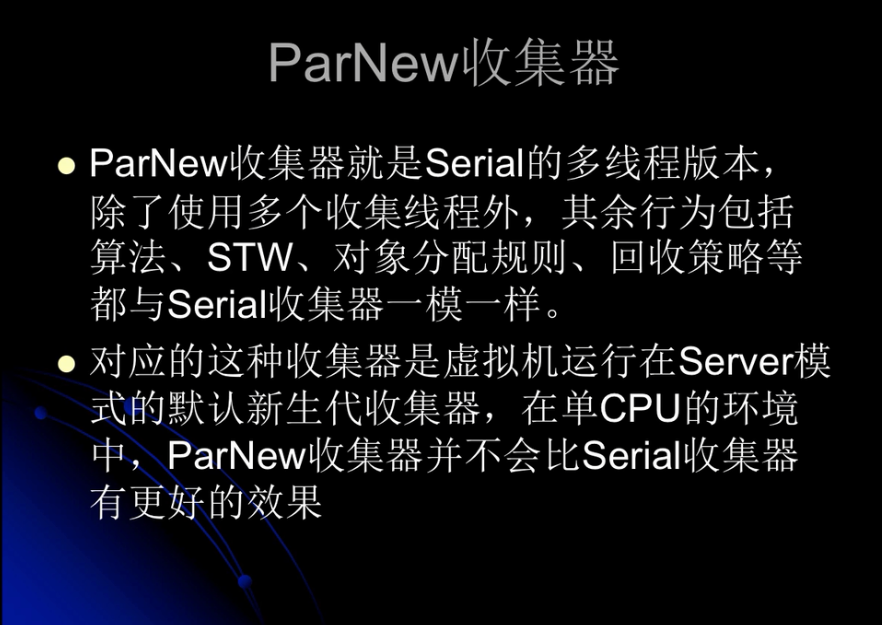 ParNew收集器
ParNew收集器就是Serial的多线程版本，
除了使用多个收集线程外，其余行为包括
算法、STW、对象分配规则、回收策略等
都与Serial收集器一模一样。
对应的这种收集器是虚拟机运行在Server模
式的默认新生代收集器，在单CPU的环境
中，ParNew收集器并不会比Serial收集器
有更好的效果